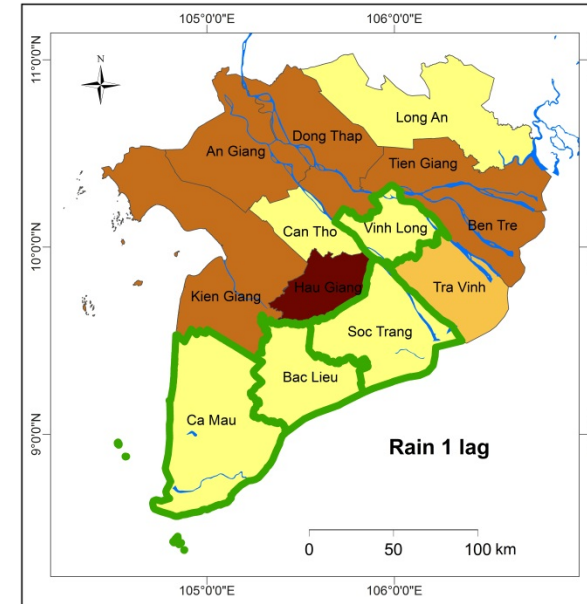 105°0'0"E
106°0'0"E
11°0'0"N
10°0'0"N
9°0'0"N
N
Long An
Dong Thap
An Giang
Tien Giang
Can Tho
Vinh Long
Ben Tre
Hau Giang
Kien Giang
Tra Vinh
Soc Trang
Bac Lieu
Ca Mau
Rain 1 lag
0
50
100 km
105°0'0"E
106°0'0"E